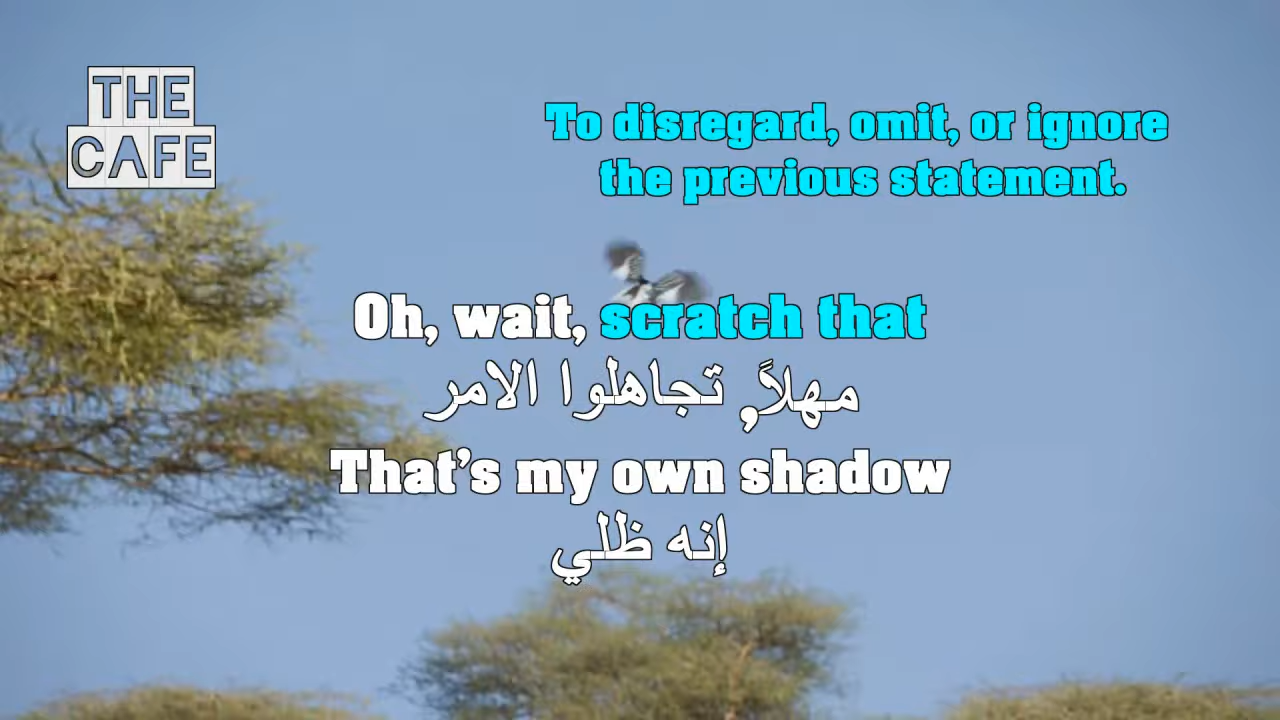 THE
CAFE
To disregard, omit, or ignore
the previous statement.
Oh, wait, scratch that
مهلاً, تجاهلوا الامر
That's my own shadow
إنه ظلي